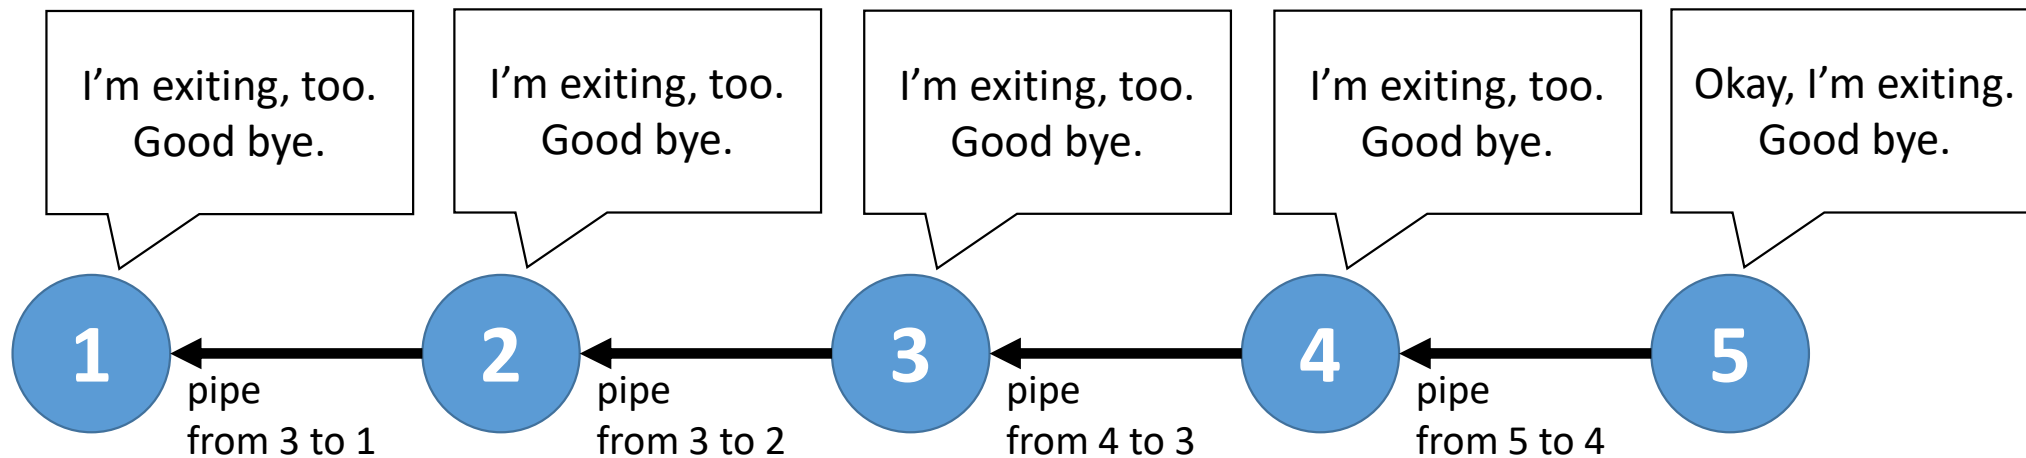 I'm exiting, too.
Good bye.
I'm exiting, too.
Good bye.
I'm exiting, too.
Good bye.
I'm exiting, too.
Good bye.
Okay, I'm exiting.
Good bye.
1
2
3
4
5
pipe
from 3 to 1
pipe
from 3 to 2
pipe
from 4 to 3
pipe
from 5 to 4